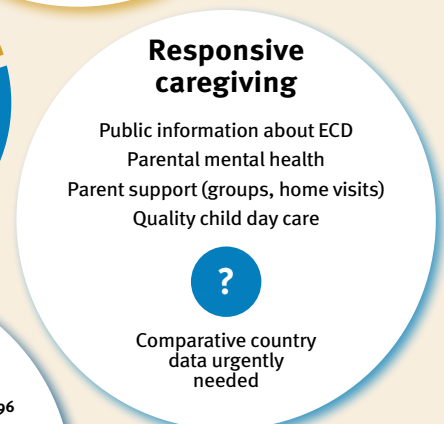 Responsive
caregiving
Public information about ECD
Parental mental health
Parent support (groups, home visits)
Quality child day care
?
Comparative country
data urgently
needed
96